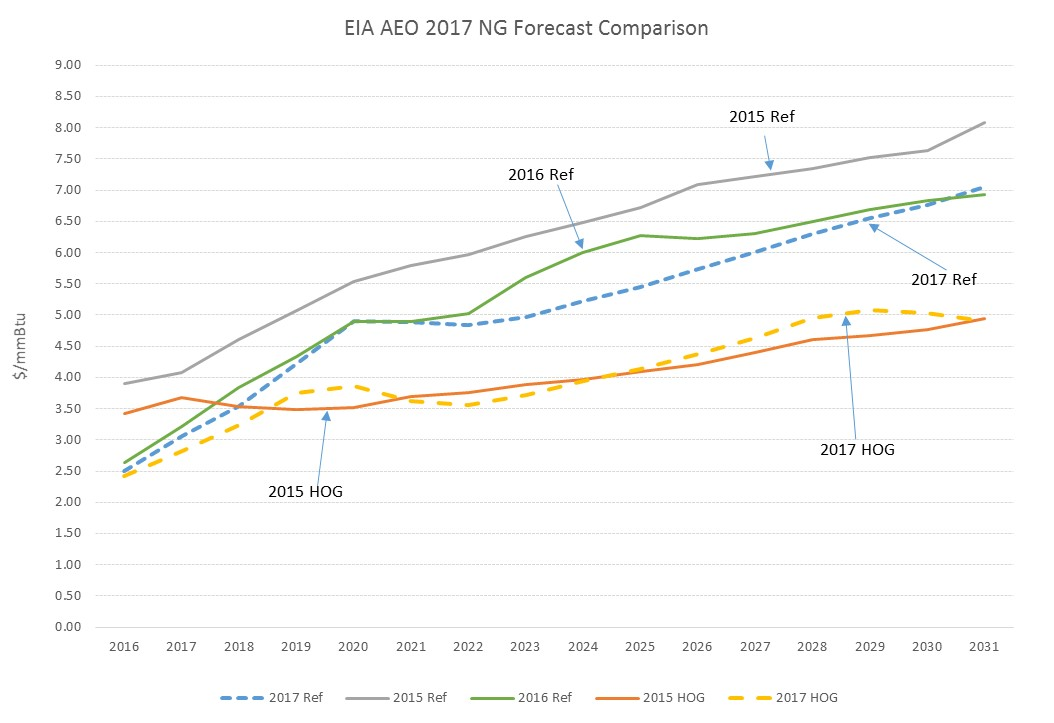 EIA AEO 2017 NG Forecast Comparison
9.00
8.50
8.00
7.50
7.00
6.50
6.00
5.50
5.00
4.50
4.00
3.50
3.00
2.50
2.00
1.50
1.00
0.50
0.00
$/mmBtu
2015 Ref
2016 Ref
2017 Ref
2017 HOG
2015 HOG
2016 2017 2018 2019 2020 2021 2022 2023 2024 2025 2026 2027 2028 2029 2030 2031
2017 Ref 2015 Ref 2016 Ref 2015 HOG 2017 HOG